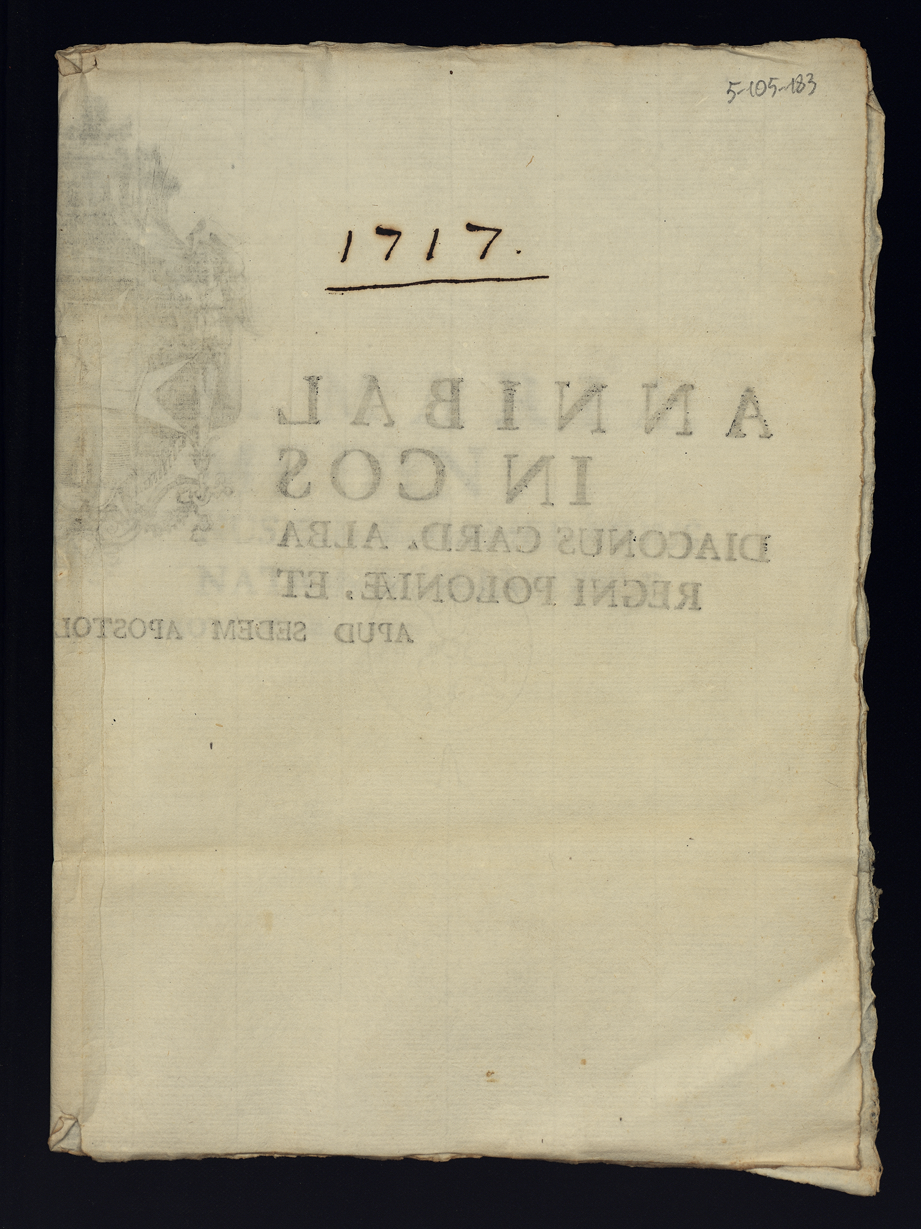 5-105-183
1717.
ANNIBAL
IN COS
DIACONUS CARD. ALBA
REGNI POLONIÆ, ET
APUD SEDEM APOSTOL